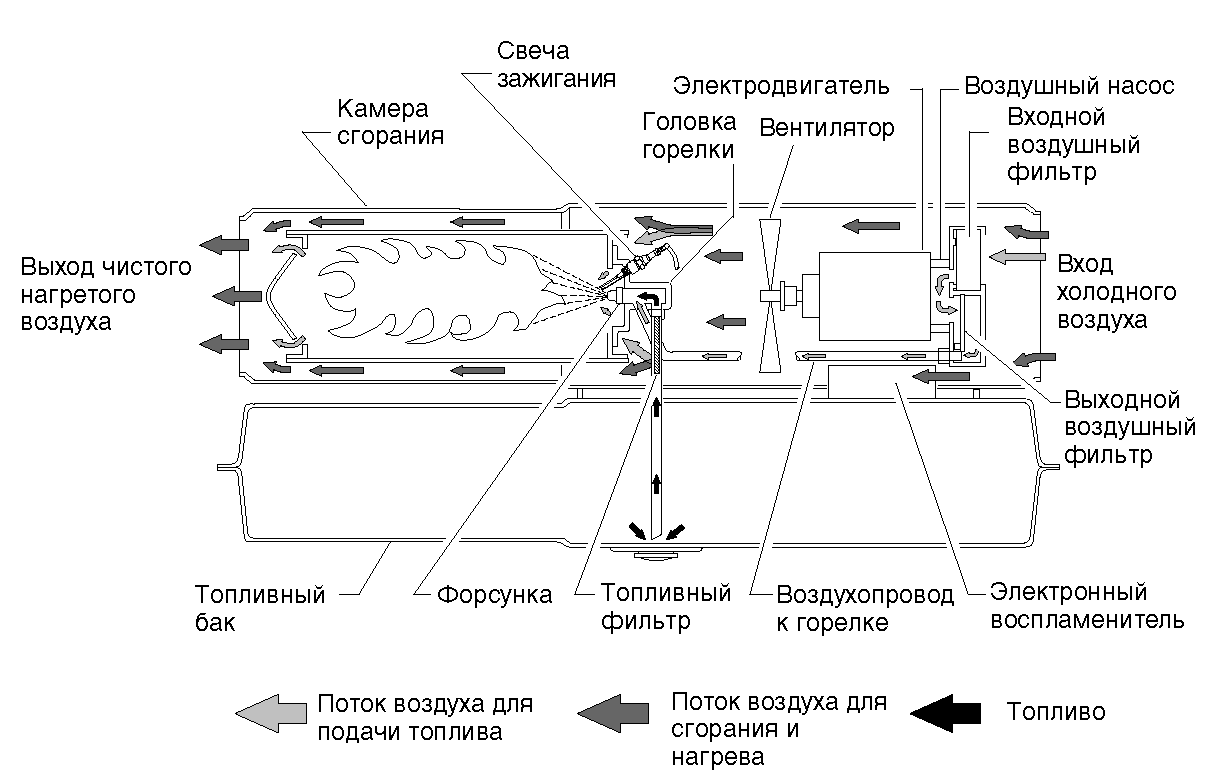 Свеча
зажигания
Электродвигатель
Воздушный насос
Камера
сгорания
Головка
горелки
Вентилятор
Входной
воздушный
фильтр
Выход чистого
нагретого
воздуха
Вход
холодного
воздуха
Выходной
воздушный
фильтр
Топливный
бак
Форсунка
Топливный
фильтр
Воздухопровод
к горелке
Электронный
воспламенитель
Поток воздуха для
подачи топлива
Поток воздуха для
сгорания и
нагрева
Топливо